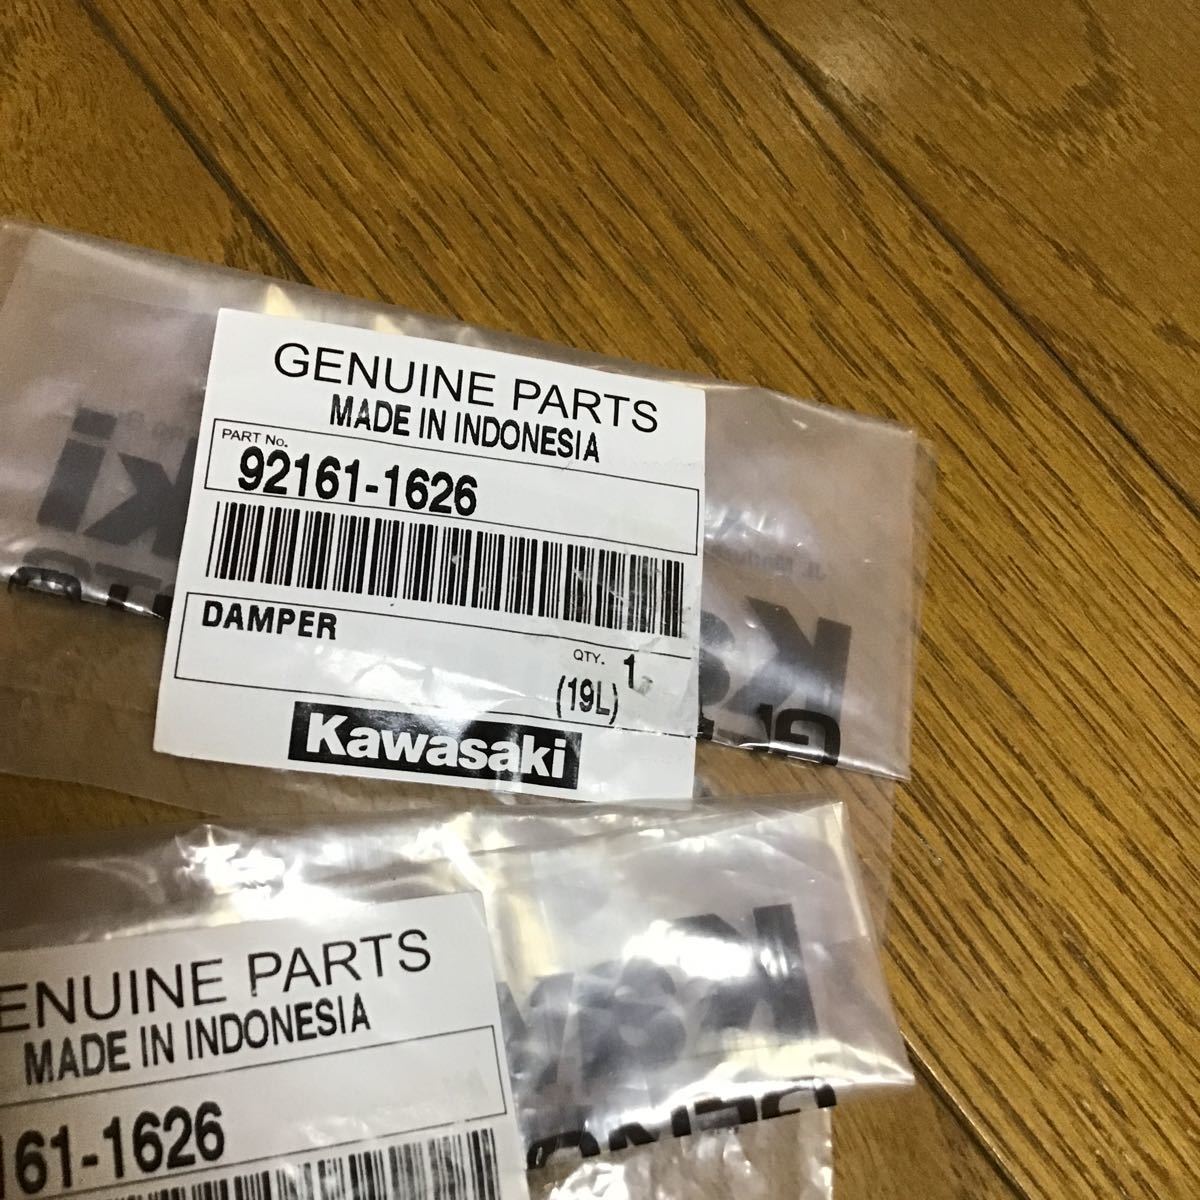 GENUINE PARTS
MADE IN INDONESIA
PART No.
92161-1626
DAMPER
QTY. 1
(19L)
Kawasaki
ENUINE PARTS
MADE IN INDONESIA
161-1626